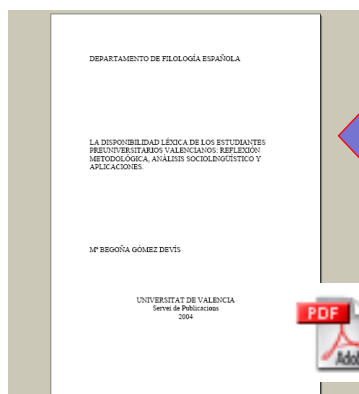 DEPARTAMENTO DE FILOLOGÍA ESPAÑOLA
LA DISPONIBILIDAD LÉXICA DE LOS ESTUDIANTES
PREUNIVERSITARIOS VALENCIANOS: REFLEXIÓN
METODOLÓGICA, ANÁLISIS SOCIOLINGÜÍSTICO Y
APLICACIONES.
Mª BEGOÑA GÓMEZ DEVÍS
UNIVERSITAT DE VALENCIA
Servei de Publicacions
2004
PDF
Adob